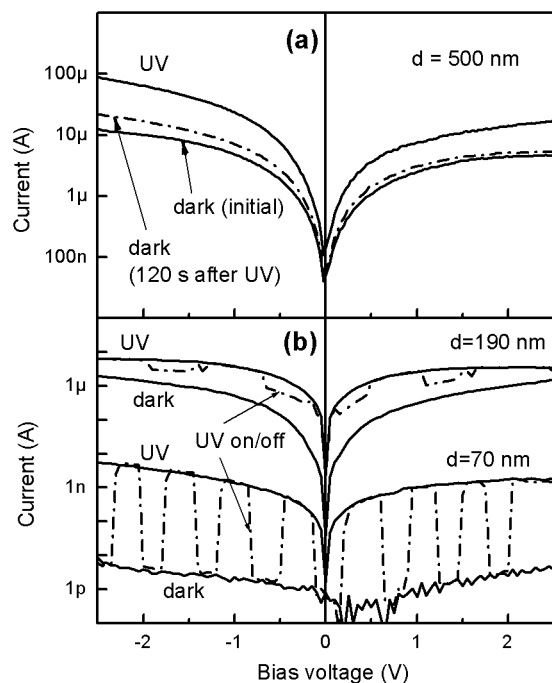 (a)
UV
d = 500 nm
100µ
10µ
1µ
100n
Current (A)
dark (initial)
dark
(120 s after UV)
(b)
UV
d=190 nm
1µ
dark
UV on/off
UV
d=70 nm
1n
Current (A)
dark
1p
-2
-1
0
1
2
Bias voltage (V)